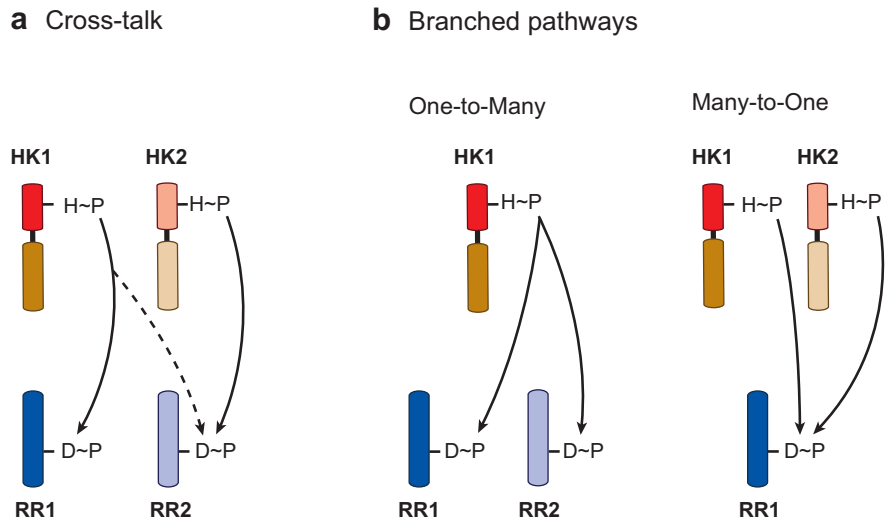 a Cross-talk
HK1 HK2
H~P H~P
D~P D~P
RR1 RR2
b Branched pathways
One-to-Many
HK1
H~P
D~P D~P
RR1 RR2
Many-to-One
HK1 HK2
H~P H~P
D~P
RR1